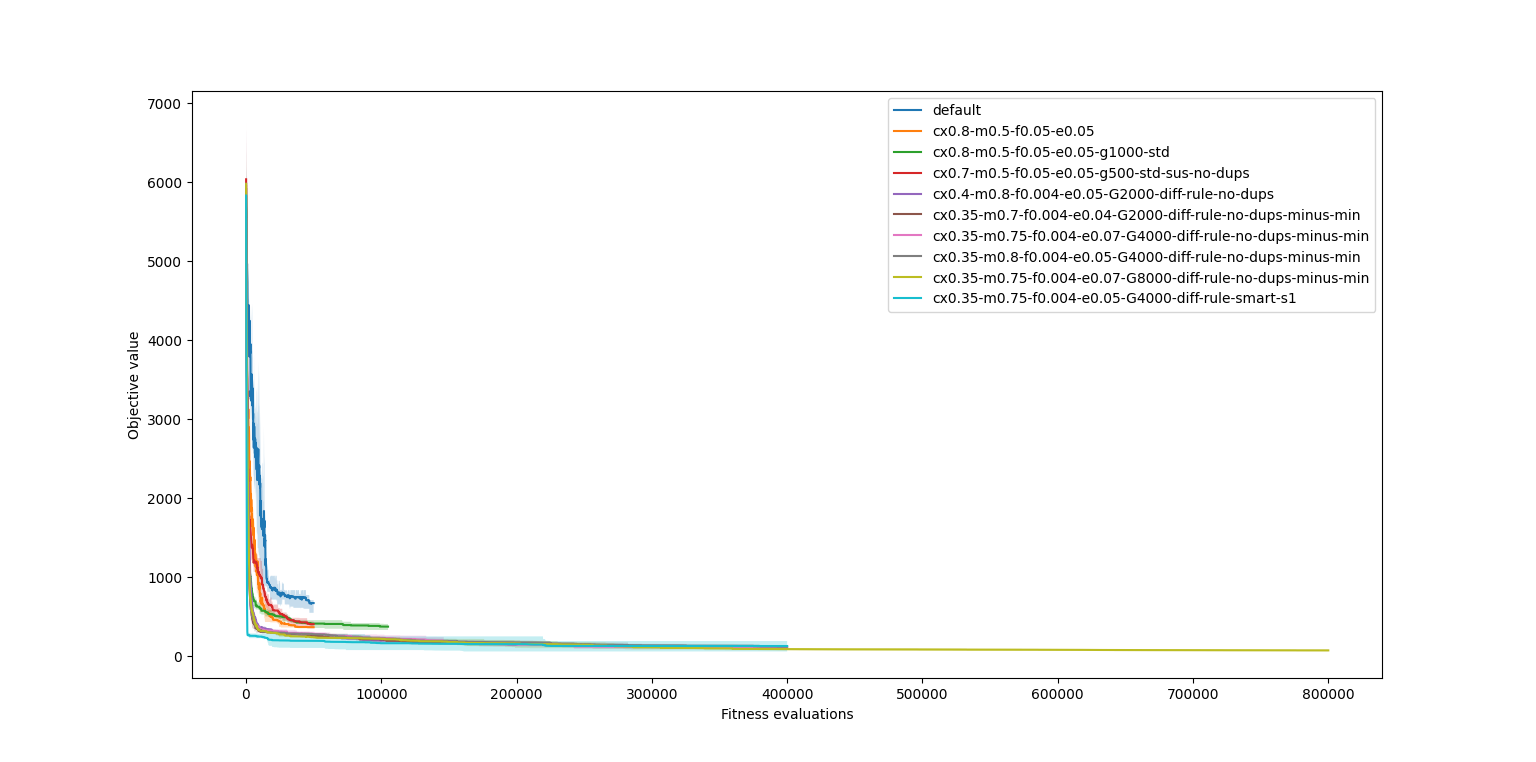 7000
6000
5000
4000
3000
2000
1000
0
Objective value
default
cx0.8-m0.5-f0.05-e0.05
cx0.8-m0.5-f0.05-e0.05-g1000-std
cx0.7-m0.5-f0.05-e0.05-g500-std-sus-no-dups
cx0.4-m0.8-f0.004-e0.05-G2000-diff-rule-no-dups
cx0.35-m0.7-f0.004-e0.04-G2000-diff-rule-no-dups-minus-min
cx0.35-m0.75-f0.004-e0.07-G4000-diff-rule-no-dups-minus-min
cx0.35-m0.8-f0.004-e0.05-G4000-diff-rule-no-dups-minus-min
cx0.35-m0.75-f0.004-e0.07-G8000-diff-rule-no-dups-minus-min
cx0.35-m0.75-f0.004-e0.05-G4000-diff-rule-smart-s1
0 100000 200000 300000 400000 500000 600000 700000 800000
Fitness evaluations